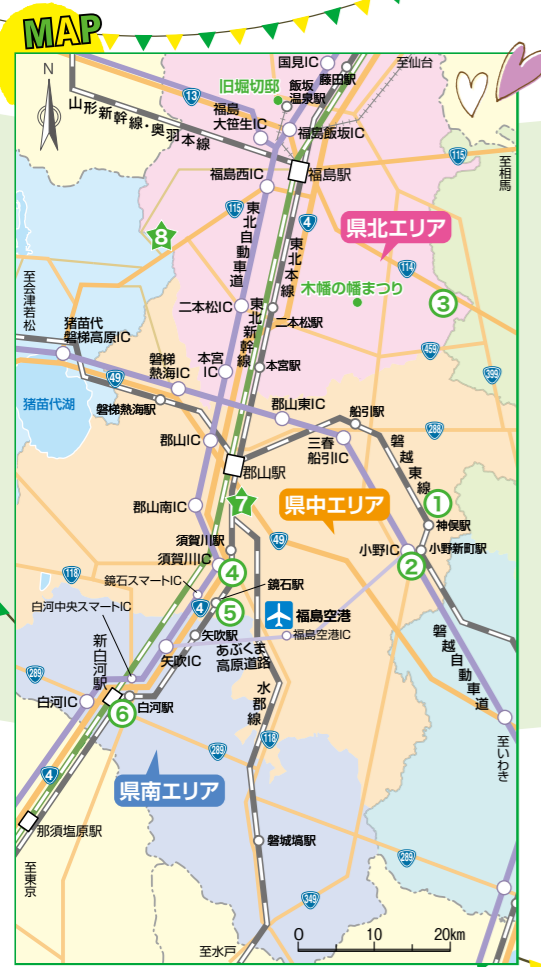 MAP
N
国見IC
藤田駅
至仙台
旧堀切邸
飯坂
温泉駅
13
福島
大笹生IC
山形新幹線・奥羽本線
福島飯坂IC
115
至相馬
福島西IC
福島駅
115
東北自動車道
4
県北エリア
8
東北本線
114
木幡の幡まつり
3
至会津若松
二本松IC
東北新幹線
二本松駅
猪苗代
磐梯高原IC
459
磐梯
熱海IC
本宮
IC
本宮駅
399
49
猪苗代湖
磐梯熱海駅
郡山東IC
船引駅
288
郡山IC
三春
船引IC
磐越東線
郡山駅
7
県中エリア
1
郡山南IC
神俣駅
須賀川駅
49
小野IC
小野新町駅
須賀川IC
4
2
118
鏡石スマートIC
鏡石駅
白河中央スマートIC
4
5
福島空港
新白河駅
矢吹駅
福島空港IC
あぶくま
高原道路
矢吹IC
磐越自動車道
289
白河IC
白河駅
水郡線
6
118
至いわき
289
4
県南エリア
那須塩原駅
磐城塙駅
289
至東京
349
0 10 20km
至水戸